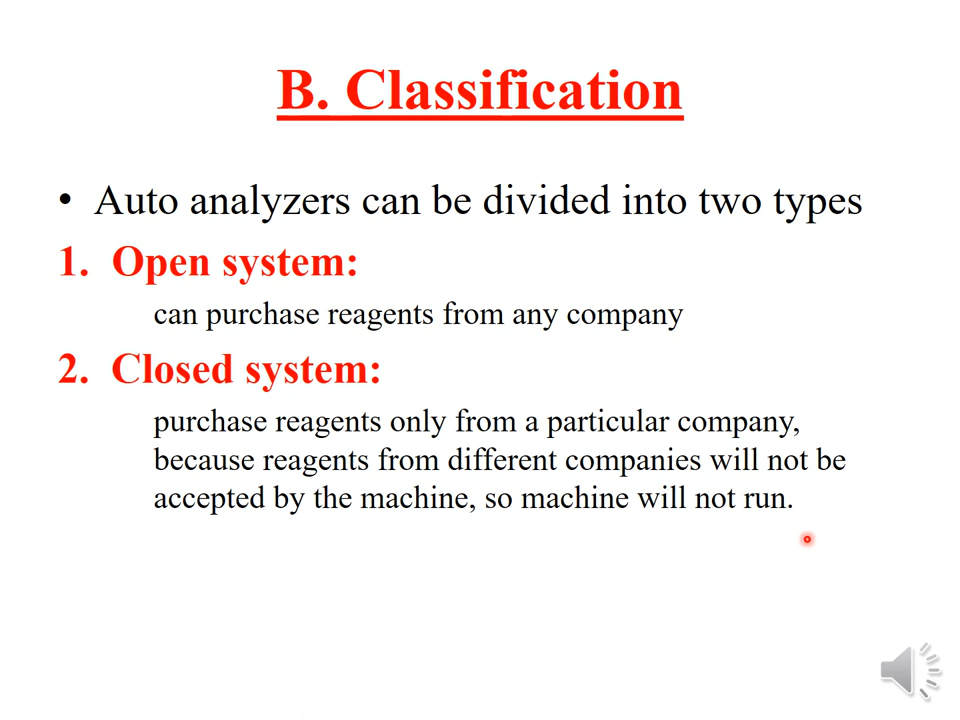 B. Classification
• Auto analyzers can be divided into two types
1. Open system:
can purchase reagents from any company
2. Closed system:
purchase reagents only from a particular company,
because reagents from different companies will not be
accepted by the machine, so machine will not run.